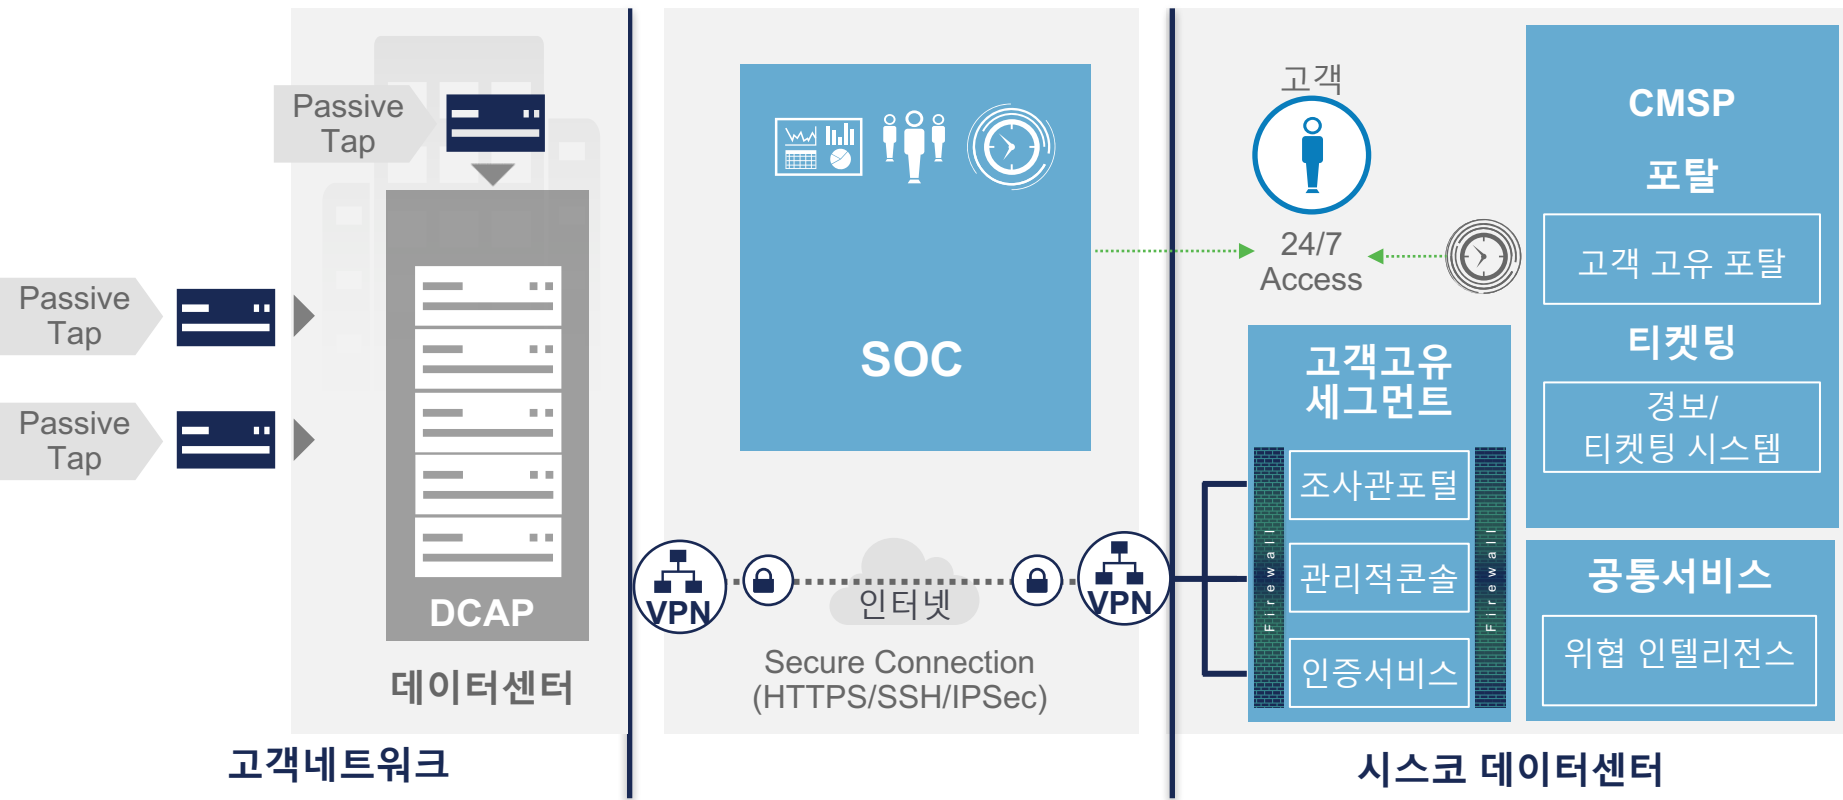 Passive
Tap
Passive
Tap
Passive
Tap
DCAP
데이터센터
고객네트워크
SOC
VPN
인터넷
VPN
Secure Connection
(HTTPS/SSH/IPSec)
고객
24/7
Access
고객고유
세그먼트
Firewall
조사관포털
관리적콘솔
인증서비스
Firewall
CMSP
포탈
고객 고유 포탈
티켓팅
경보/
티켓팅 시스템
공통서비스
위협 인텔리전스
시스코 데이터센터